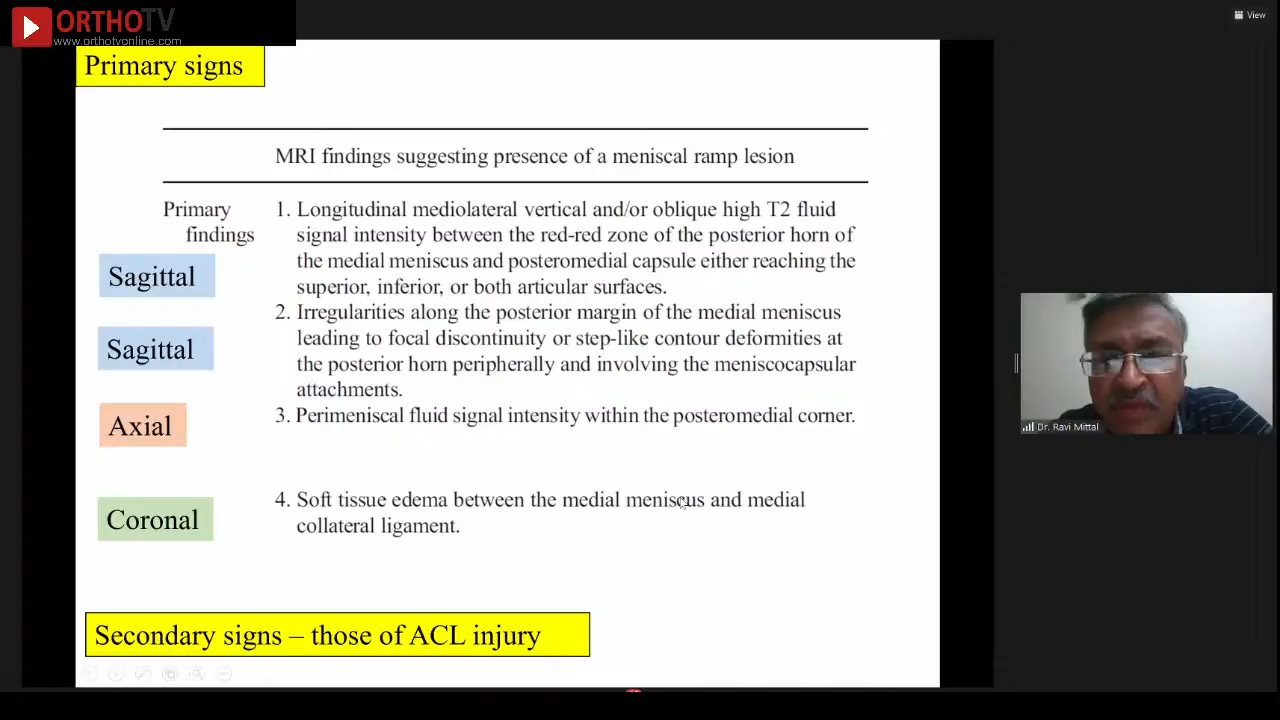 ORTHOTV
www.orthotvonline.com
View
Primary signs
MRI findings suggesting presence of a meniscal ramp lesion
Primary findings
1. Longitudinal mediolateral vertical and/or oblique high T2 fluid
signal intensity between the red-red zone of the posterior horn of
the medial meniscus and posteromedial capsule either reaching the
superior, inferior, or both articular surfaces.
Sagittal
2. Irregularities along the posterior margin of the medial meniscus
leading to focal discontinuity or step-like contour deformities at
the posterior horn peripherally and involving the meniscocapsular
attachments.
Sagittal
3. Perimeniscal fluid signal intensity within the posteromedial corner.
Axial
4. Soft tissue edema between the medial meniscus and medial
collateral ligament.
Coronal
Secondary signs – those of ACL injury
Dr. Ravi Mittal